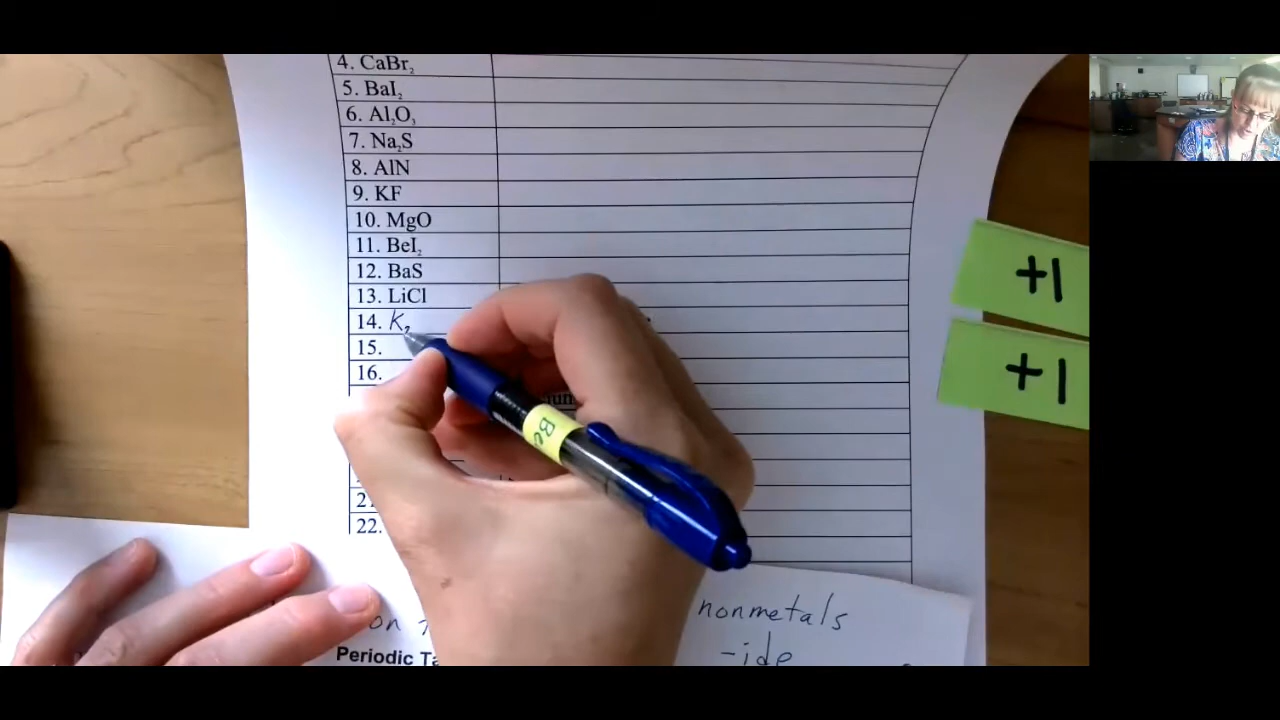 4. CaBr₂
5. BaI₂
6. Al₂O₃
7. Na₂S
8. AlN
9. KF
10. MgO
11. BeI₂
12. BaS
13. LiCl
14. K₂
15.
16.
22.
+1
+1
nonmetals
-ide
Periodic